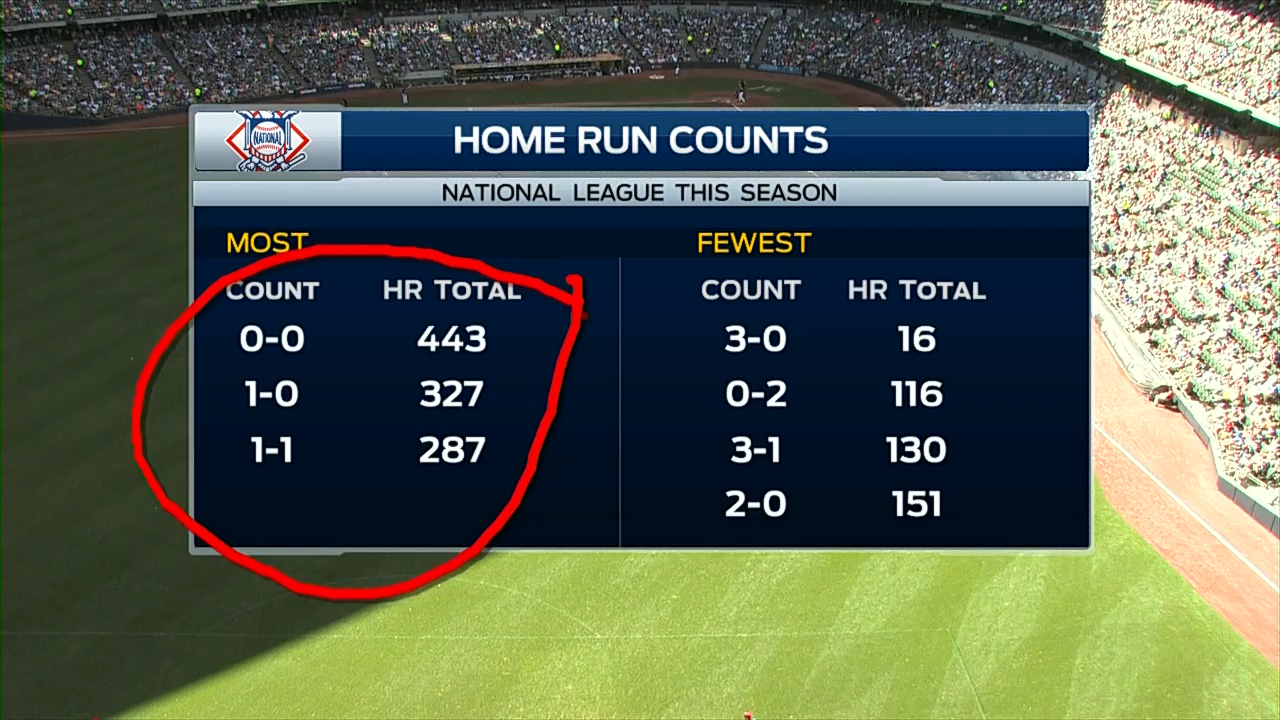 NATIONAL
HOME RUN COUNTS
NATIONAL LEAGUE THIS SEASON
MOST
COUNT HR TOTAL
0-0 443
1-0 327
1-1 287
FEWEST
COUNT HR TOTAL
3-0 16
0-2 116
3-1 130
2-0 151